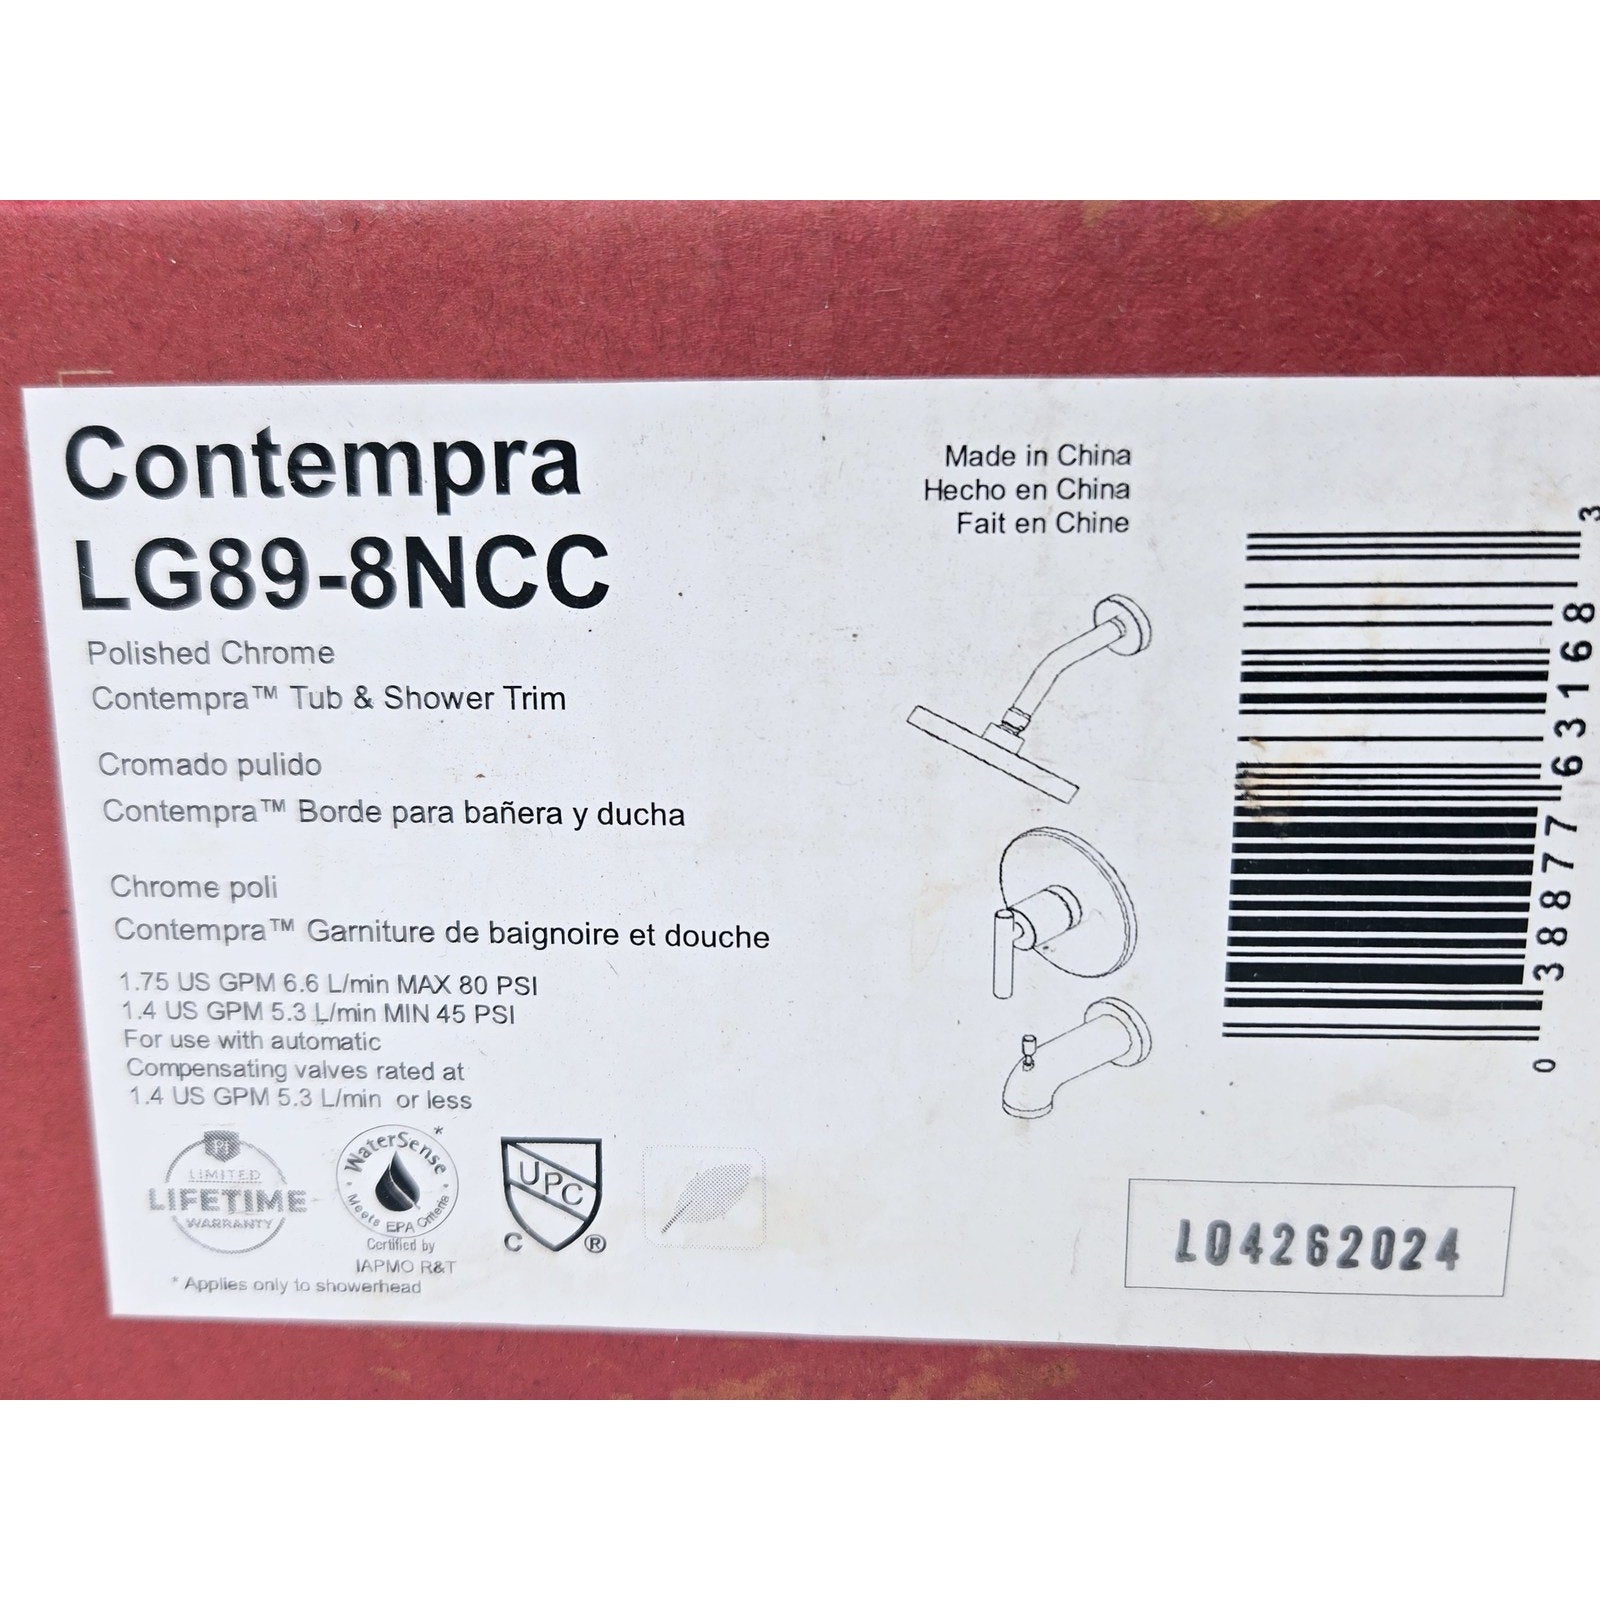 Contempra
LG89-8NCC
Polished Chrome
Contempra™ Tub & Shower Trim
Cromado pulido
Contempra™ Borde para bañera y ducha
Chrome poli
Contempra™ Garniture de baignoire et douche
1.75 US GPM 6.6 L/min MAX 80 PSI
1.4 US GPM 5.3 L/min MIN 45 PSI
For use with automatic
Compensating valves rated at
1.4 US GPM 5.3 L/min or less
LIMITED
LIFETIME
WARRANTY
WaterSense
*
Meets EPA Criteria
Certified by
IAPMO R&T
* Applies only to showerhead
UPC
C ®
Made in China
Hecho en China
Fait en Chine
0 38877 63168 3
L04262024